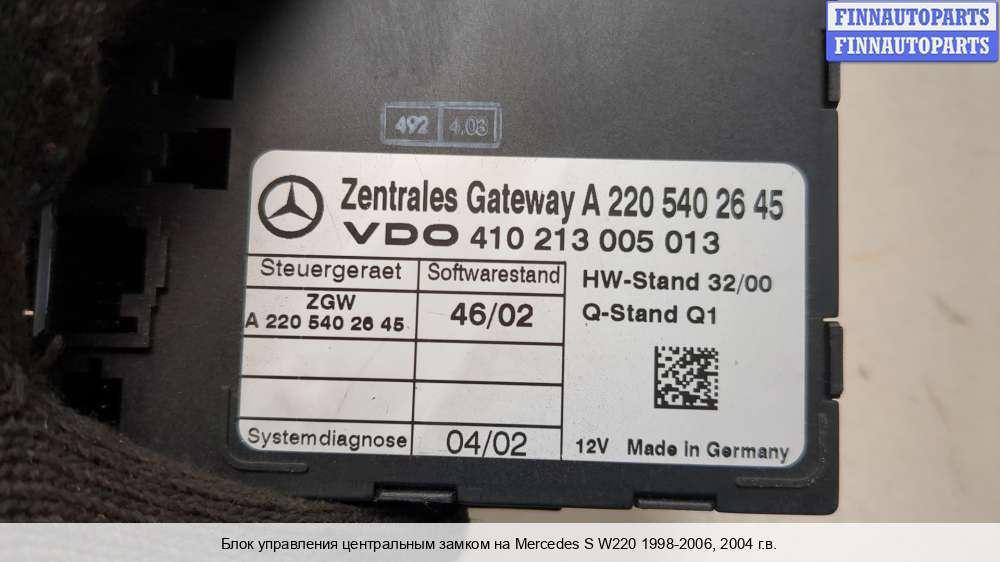 FINNAUTOPARTS
FINNAUTOPARTS
492 4.03
Zentrales Gateway A 220 540 26 45
VDO 410 213 005 013
Steuergeraet Softwarestand HW-Stand 32/00
ZGW 46/02 Q-Stand Q1
A 220 540 26 45
Systemdiagnose 04/02 12V Made in Germany
Блок управления центральным замком на Mercedes S W220 1998-2006, 2004 г.в.